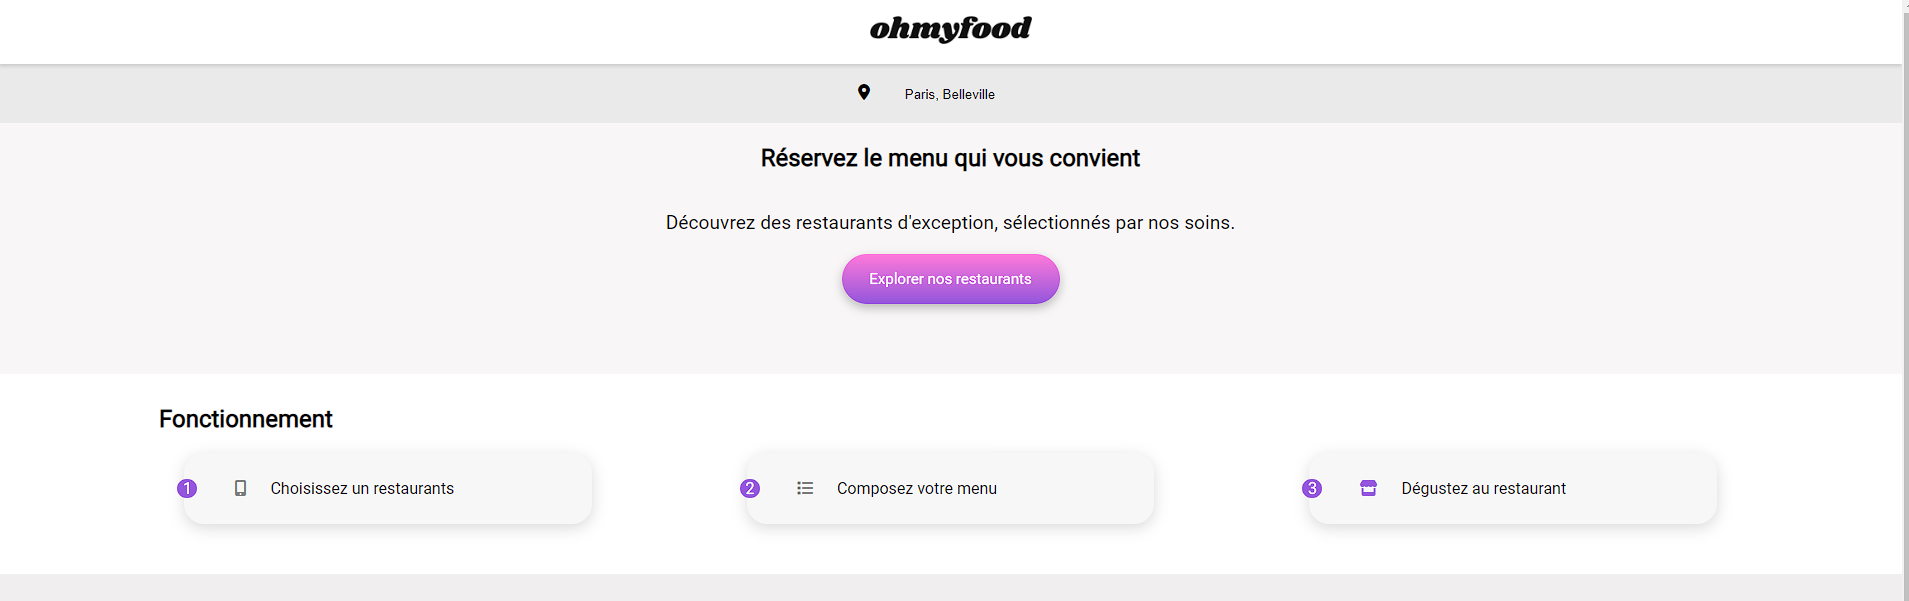 ohmyfood
Paris, Belleville
Réservez le menu qui vous convient
Découvrez des restaurants d'exception, sélectionnés par nos soins.
Explorer nos restaurants
Fonctionnement
1 Choisissez un restaurants
2 Composez votre menu
3 Dégustez au restaurant